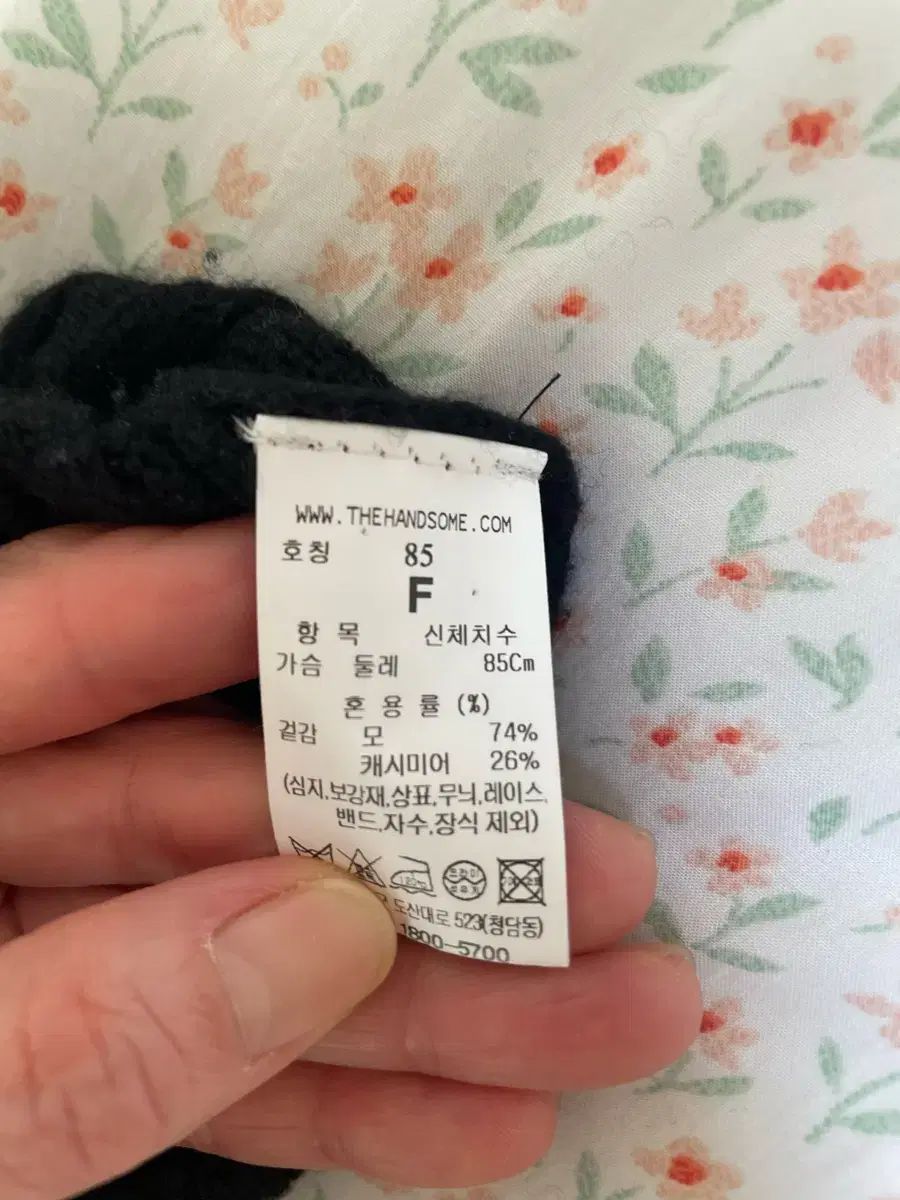 WWW.THEHANDSOME.COM
호칭 85
F
항 목 신체치수
가슴 둘레 85Cm
혼 용 률 (%)
겉감 모 74%
캐시미어 26%
(심지,보강재,상표,무늬,레이스,
밴드,자수,장식 제외)
도산대로 523(청담동)
1800-5700